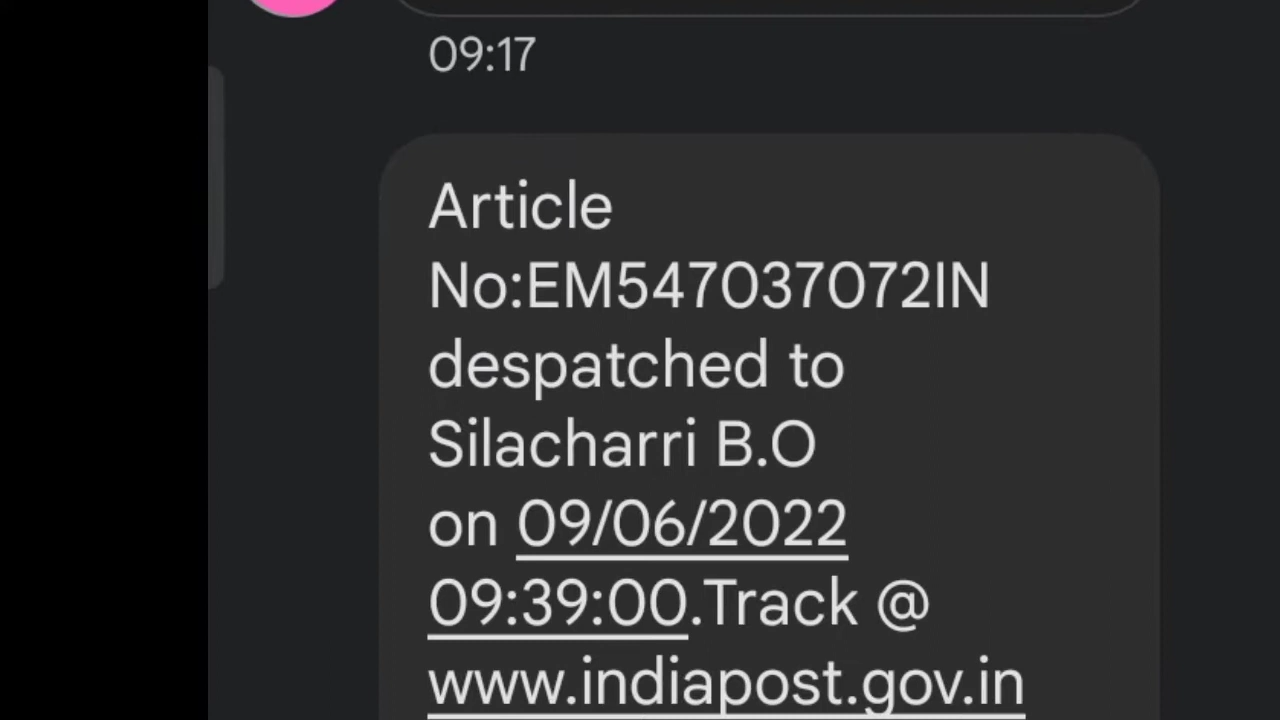 09:17
Article
No:EM547037072IN
despatched to
Silacharri B.O
on 09/06/2022
09:39:00.Track @
www.indiapost.gov.in